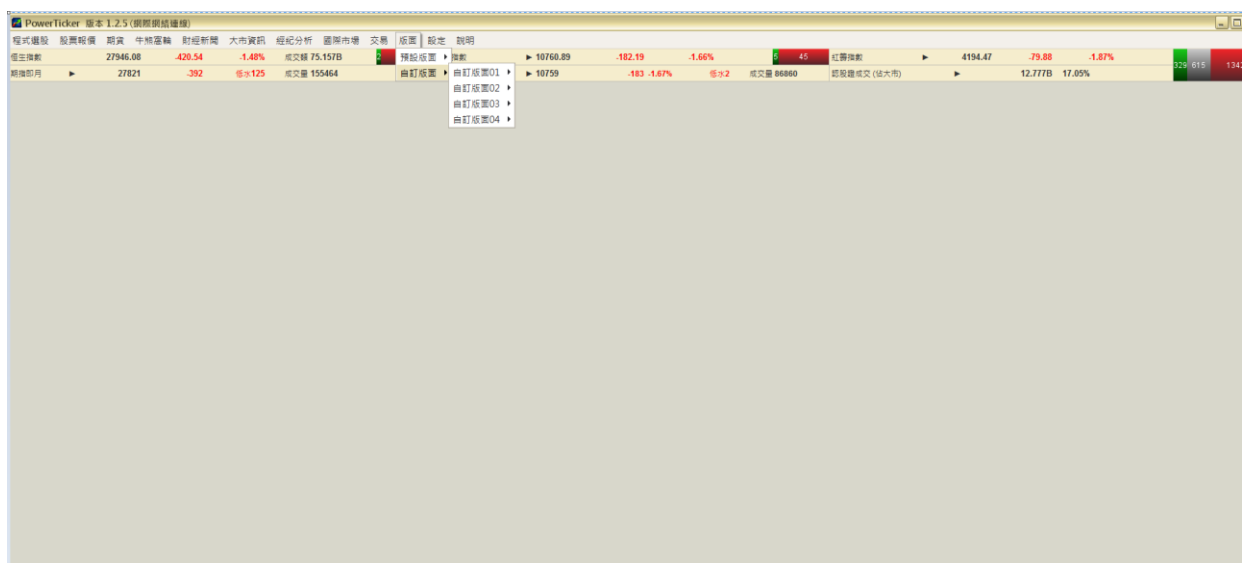 PowerTicker 版本 1.2.5 (網際網絡連線)
程式選股 股票報價 期貨 牛熊窩輪 財經新聞 大市資訊 經紀分析 國際市場 交易 版面 設定 說明
恆生指數 27946.08 -420.54 -1.48% 成交額 75.157B 預設版面 指數 ▶ 10760.89 -182.19 -1.66% 5 45 紅籌指數 ▶ 4194.47 -79.88 -1.87% 329 615 1342
期指即月 ▶ 27821 -392 低水125 成交量 155464 自訂版面 自訂版面01 ▶ 10759 -183 -1.67% 低水2 成交量 86860 認股證成交 (佔大市) ▶ 12.777B 17.05%
自訂版面02
自訂版面03
自訂版面04